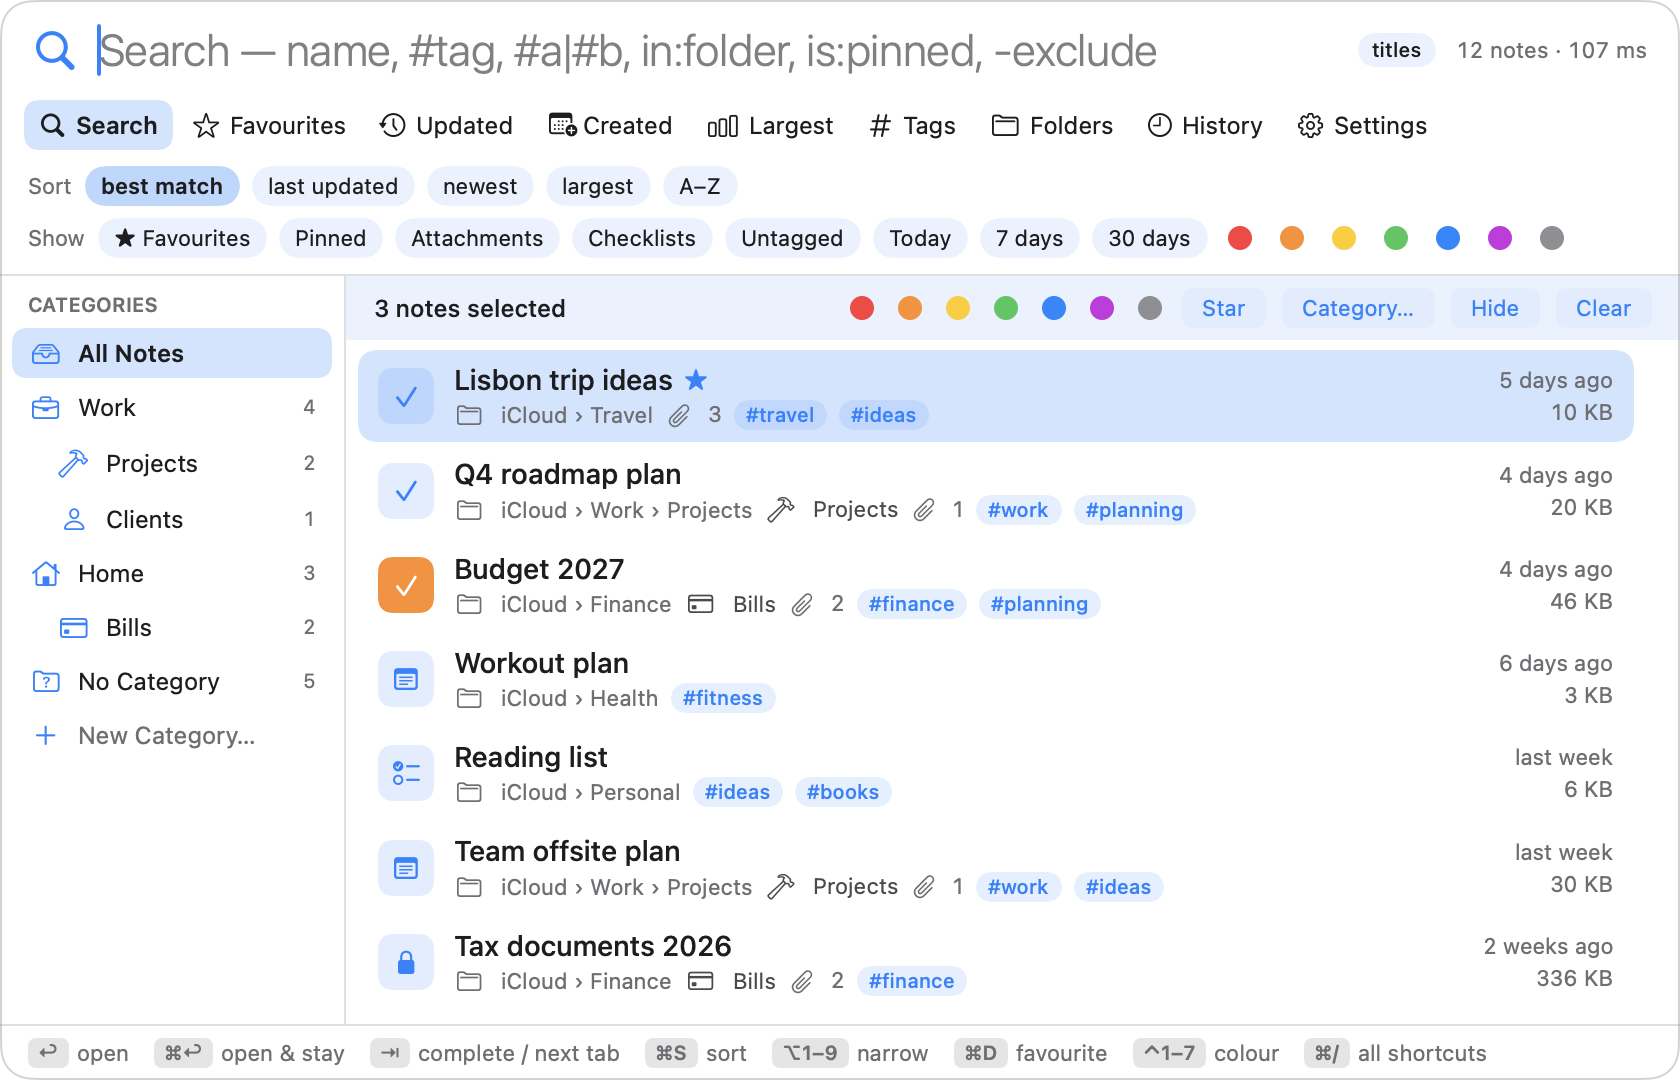 Search — name, #tag, #a|#b, in:folder, is:pinned, -exclude titles 12 notes · 107 ms
Search Favourites Updated Created Largest # Tags Folders History Settings
Sort best match last updated newest largest A–Z
Show ★ Favourites Pinned Attachments Checklists Untagged Today 7 days 30 days
CATEGORIES
All Notes
Work 4
Projects 2
Clients 1
Home 3
Bills 2
No Category 5
+ New Category...
3 notes selected Star Category... Hide Clear
Lisbon trip ideas ★ 5 days ago
iCloud › Travel 3 #travel #ideas 10 KB
Q4 roadmap plan 4 days ago
iCloud › Work › Projects Projects 1 #work #planning 20 KB
Budget 2027 4 days ago
iCloud › Finance Bills 2 #finance #planning 46 KB
Workout plan 6 days ago
iCloud › Health #fitness 3 KB
Reading list last week
iCloud › Personal #ideas #books 6 KB
Team offsite plan last week
iCloud › Work › Projects Projects 1 #work #ideas 30 KB
Tax documents 2026 2 weeks ago
iCloud › Finance Bills 2 #finance 336 KB
↩ open ⌘↩ open & stay ⇥ complete / next tab ⌘S sort ⌥1–9 narrow ⌘D favourite ^1–7 colour ⌘/ all shortcuts